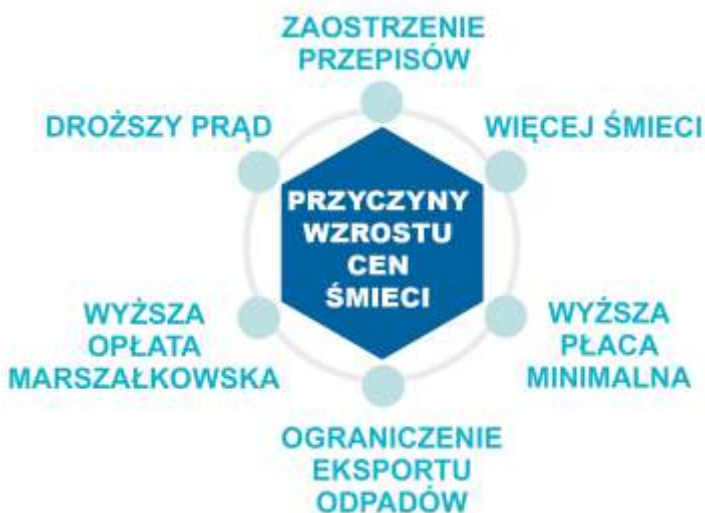 ZAOSTRZENIE
PRZEPISÓW
DROŻSZY PRĄD
WIĘCEJ ŚMIECI
PRZYCZYNY
WZROSTU
CEN
ŚMIECI
WYŻSZA
OPŁATA
MARSZAŁKOWSKA
WYŻSZA
PŁACA
MINIMALNA
OGRANICZENIE
EKSPORTU
ODPADÓW